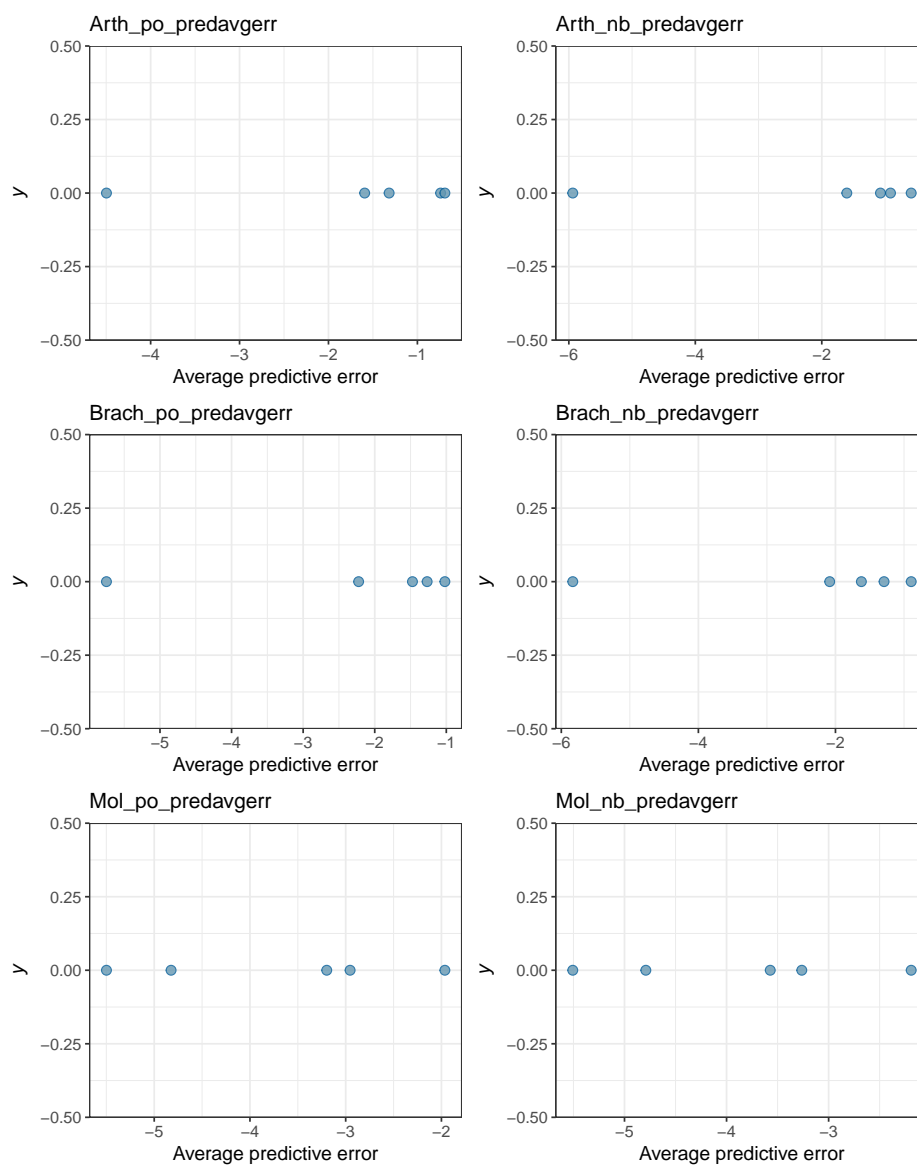 Arth_po_predavgerr
Arth_nb_predavgerr
0.50
0.25
0.00
−0.25
−0.50
y
−4 −3 −2 −1
Average predictive error
0.50
0.25
0.00
−0.25
−0.50
y
−6 −4 −2
Average predictive error
Brach_po_predavgerr
Brach_nb_predavgerr
0.50
0.25
0.00
−0.25
−0.50
y
−5 −4 −3 −2 −1
Average predictive error
0.50
0.25
0.00
−0.25
−0.50
y
−6 −4 −2
Average predictive error
Mol_po_predavgerr
Mol_nb_predavgerr
0.50
0.25
0.00
−0.25
−0.50
y
−5 −4 −3 −2
Average predictive error
0.50
0.25
0.00
−0.25
−0.50
y
−5 −4 −3
Average predictive error